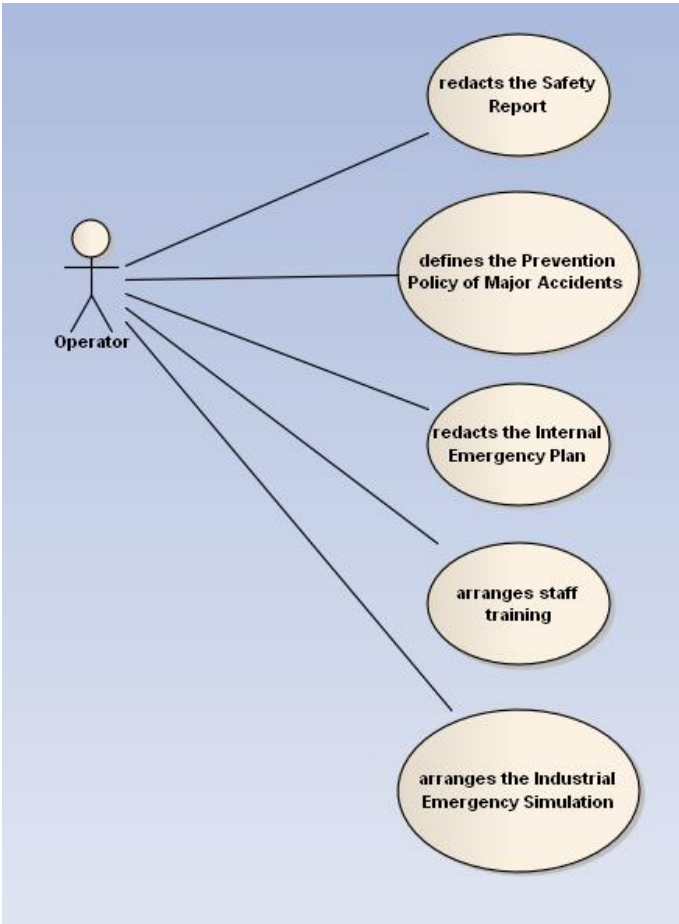 redacts the Safety
Report
defines the Prevention
Policy of Major Accidents
Operator
redacts the Internal
Emergency Plan
arranges staff
training
arranges the Industrial
Emergency Simulation